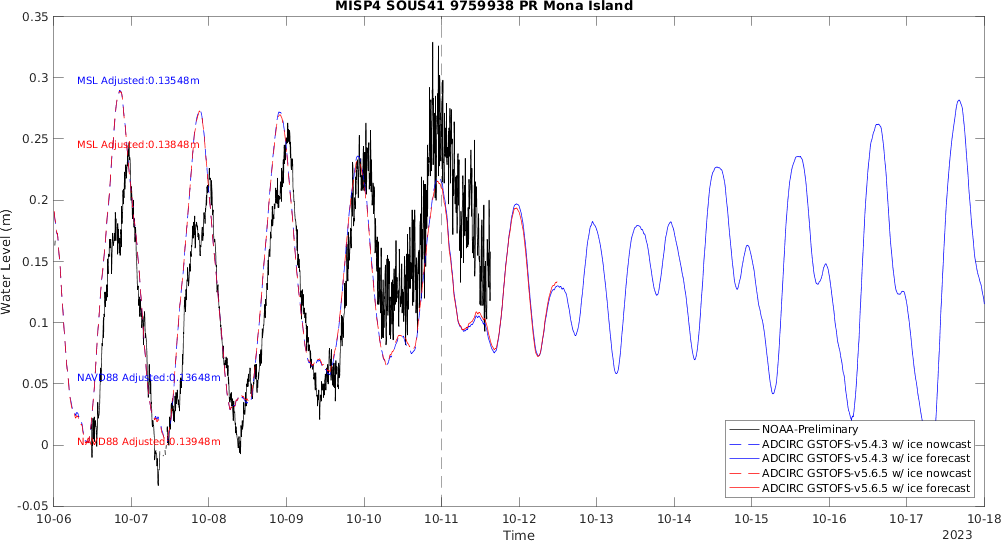 MISP4 SOUS41 9759938 PR Mona Island
0.35
0.3
0.25
0.2
0.15
0.1
0.05
0
-0.05
Water Level (m)
MSL Adjusted:0.13548m
MSL Adjusted:0.13848m
NAVD88 Adjusted:0.13648m
NAVD88 Adjusted:0.13948m
NOAA-Preliminary
ADCIRC GSTOFS-v5.4.3 w/ ice nowcast
ADCIRC GSTOFS-v5.4.3 w/ ice forecast
ADCIRC GSTOFS-v5.6.5 w/ ice nowcast
ADCIRC GSTOFS-v5.6.5 w/ ice forecast
10-06 10-07 10-08 10-09 10-10 10-11 10-12 10-13 10-14 10-15 10-16 10-17 10-18
Time
2023